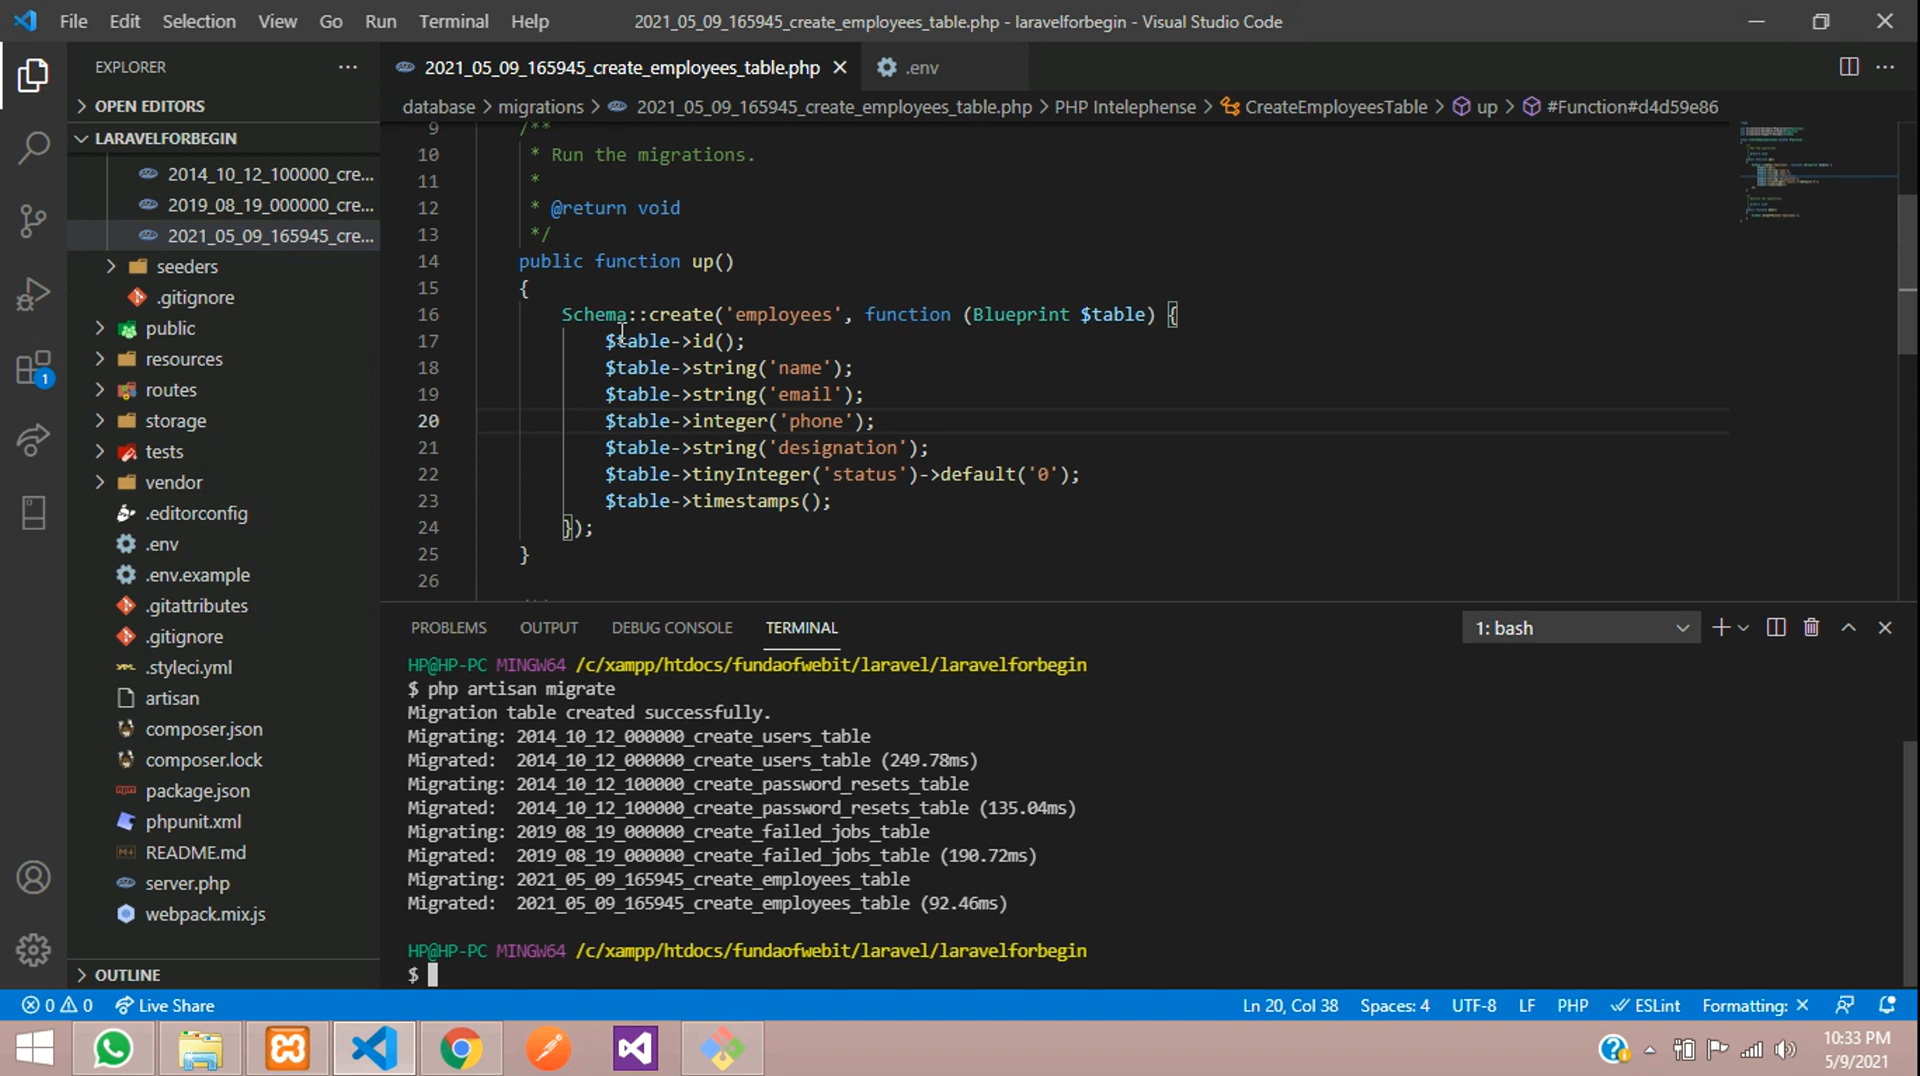 File Edit Selection View Go Run Terminal Help 2021_05_09_165945_create_employees_table.php - laravelforbegin - Visual Studio Code
EXPLORER
OPEN EDITORS
LARAVELFORBEGIN
2014_10_12_100000_cre...
2019_08_19_000000_cre...
2021_05_09_165945_cre...
seeders
.gitignore
public
resources
routes
storage
tests
vendor
.editorconfig
.env
.env.example
.gitattributes
.gitignore
.styleci.yml
artisan
composer.json
composer.lock
package.json
phpunit.xml
README.md
server.php
webpack.mix.js
OUTLINE
1
2021_05_09_165945_create_employees_table.php .env
database > migrations > 2021_05_09_165945_create_employees_table.php > PHP Intelephense > CreateEmployeesTable > up > #Function#d4d59e86
9 /**
10 * Run the migrations.
11 *
12 * @return void
13 */
14 public function up()
15 {
16 Schema::create('employees', function (Blueprint $table) {
17 $table->id();
18 $table->string('name');
19 $table->string('email');
20 $table->integer('phone');
21 $table->string('designation');
22 $table->tinyInteger('status')->default('0');
23 $table->timestamps();
24 });
25 }
26
PROBLEMS OUTPUT DEBUG CONSOLE TERMINAL 1: bash
HP@HP-PC MINGW64 /c/xampp/htdocs/fundaofwebit/laravel/laravelforbegin
$ php artisan migrate
Migration table created successfully.
Migrating: 2014_10_12_000000_create_users_table
Migrated: 2014_10_12_000000_create_users_table (249.78ms)
Migrating: 2014_10_12_100000_create_password_resets_table
Migrated: 2014_10_12_100000_create_password_resets_table (135.04ms)
Migrating: 2019_08_19_000000_create_failed_jobs_table
Migrated: 2019_08_19_000000_create_failed_jobs_table (190.72ms)
Migrating: 2021_05_09_165945_create_employees_table
Migrated: 2021_05_09_165945_create_employees_table (92.46ms)
HP@HP-PC MINGW64 /c/xampp/htdocs/fundaofwebit/laravel/laravelforbegin
$
0 0 Live Share Ln 20, Col 38 Spaces: 4 UTF-8 LF PHP ESLint Formatting: ×
10:33 PM
5/9/2021